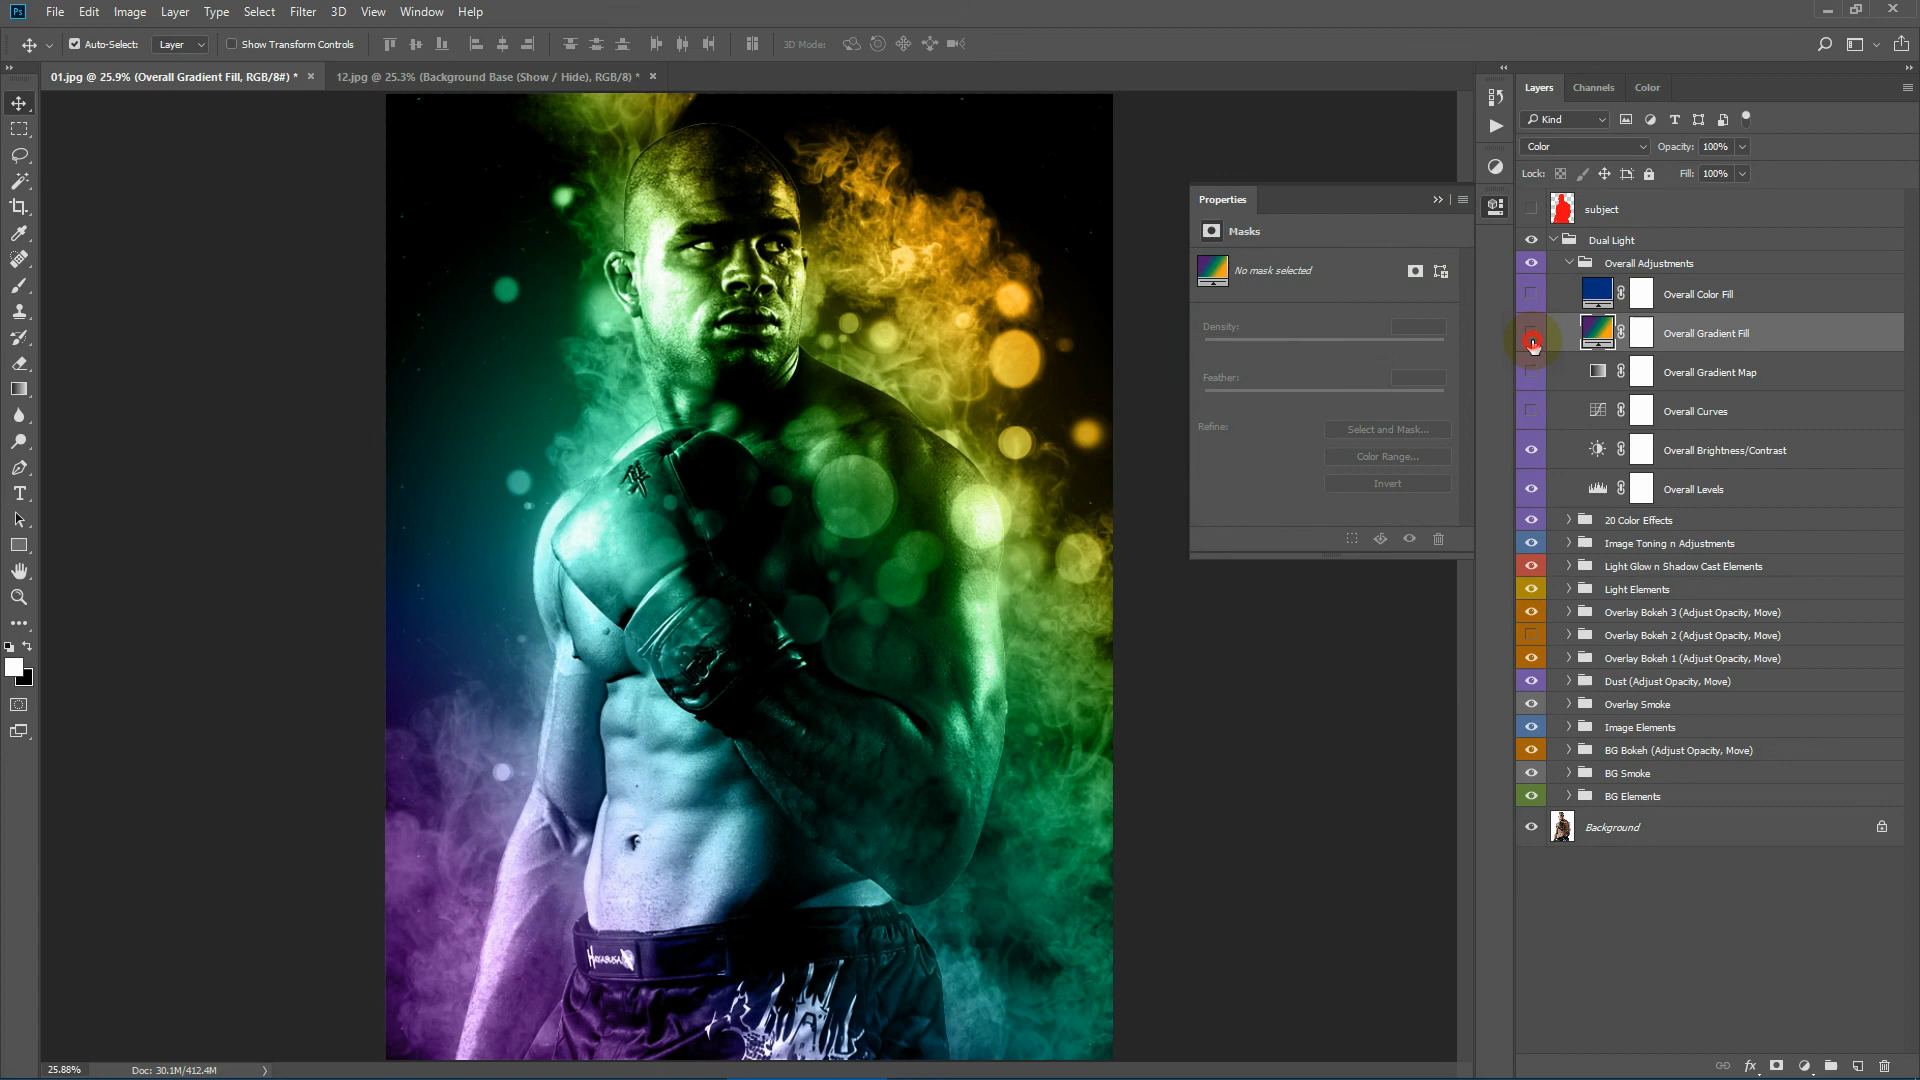 Ps File Edit Image Layer Type Select Filter 3D View Window Help
Auto-Select: Layer Show Transform Controls 3D Mode:
01.jpg @ 25.9% (Overall Gradient Fill, RGB/8#) * × 12.jpg @ 25.3% (Background Base (Show / Hide), RGB/8) * ×
Layers Channels Color
Kind
Color Opacity: 100%
Lock: Fill: 100%
Properties
Masks
No mask selected
Density:
Feather:
Refine: Select and Mask...
Color Range...
Invert
subject
Dual Light
Overall Adjustments
Overall Color Fill
Overall Gradient Fill
Overall Gradient Map
Overall Curves
Overall Brightness/Contrast
Overall Levels
20 Color Effects
Image Toning n Adjustments
Light Glow n Shadow Cast Elements
Light Elements
Overlay Bokeh 3 (Adjust Opacity, Move)
Overlay Bokeh 2 (Adjust Opacity, Move)
Overlay Bokeh 1 (Adjust Opacity, Move)
Dust (Adjust Opacity, Move)
Overlay Smoke
Image Elements
BG Bokeh (Adjust Opacity, Move)
BG Smoke
BG Elements
Background
Hayabusa
25.88% Doc: 30.1M/412.4M
fx